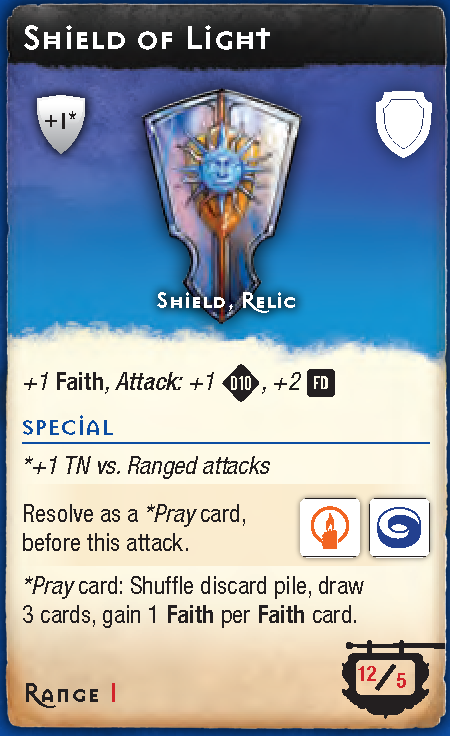 Shield of Light
+1*
Shield, Relic
+1 Faith, Attack: +1 D10, +2 FD
SPECIAL
*+1 TN vs. Ranged attacks
Resolve as a *Pray card,
before this attack.
*Pray card: Shuffle discard pile, draw
3 cards, gain 1 Faith per Faith card.
Range 1
12/5